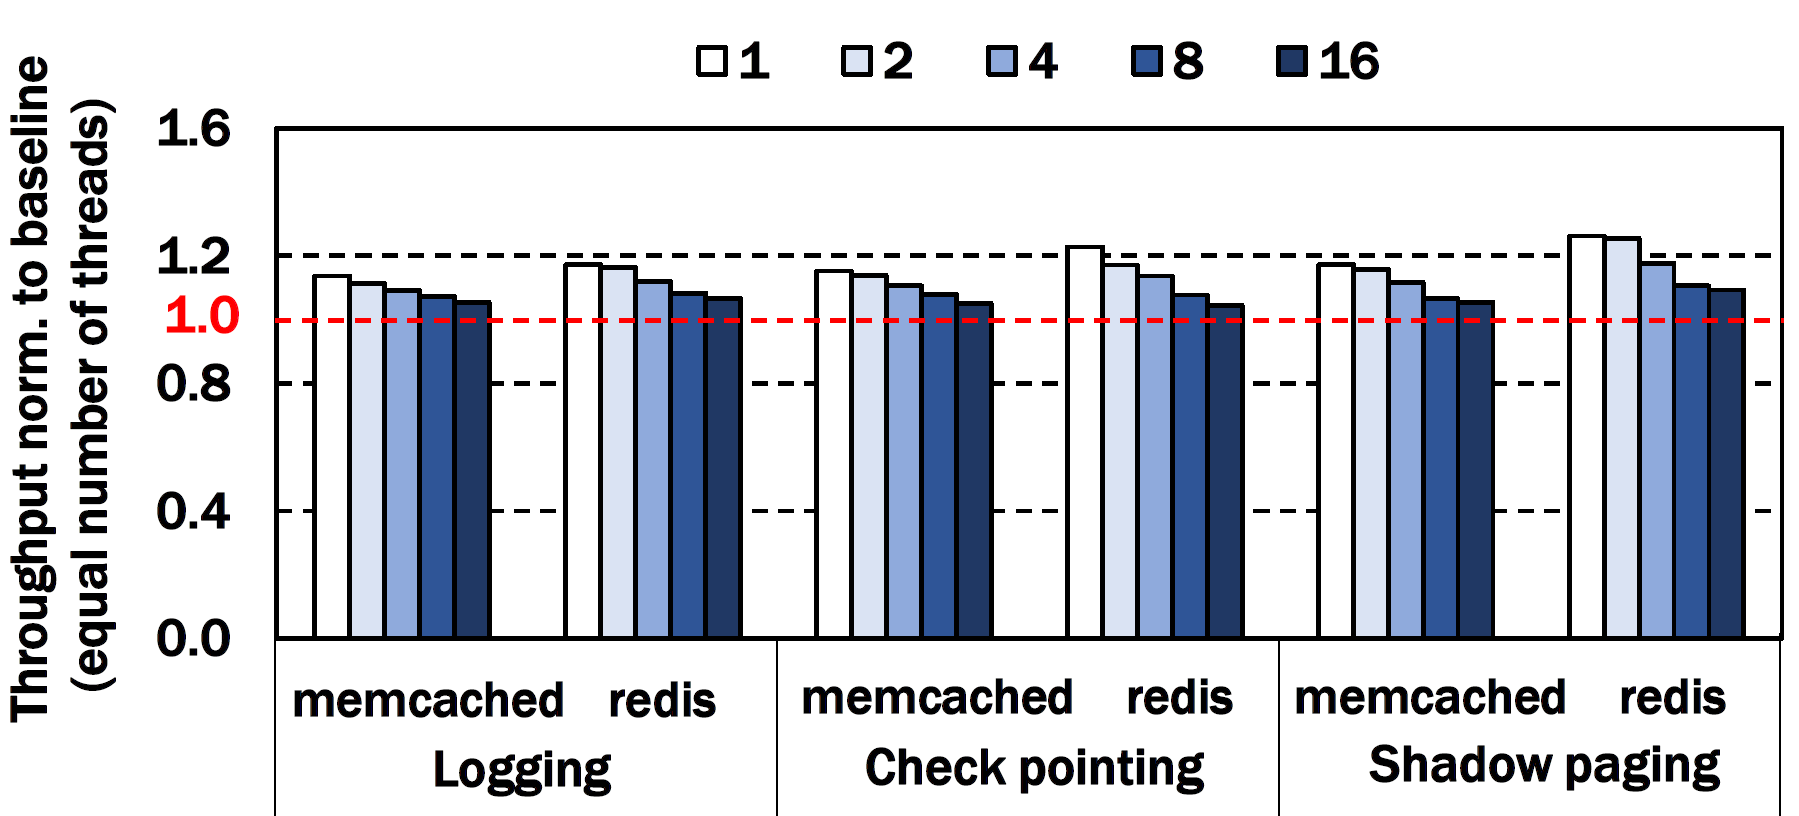 Throughput norm. to baseline
(equal number of threads)
1 2 4 8 16
1.6
1.2
1.0
0.8
0.4
0.0
memcached redis memcached redis memcached redis
Logging Check pointing Shadow paging